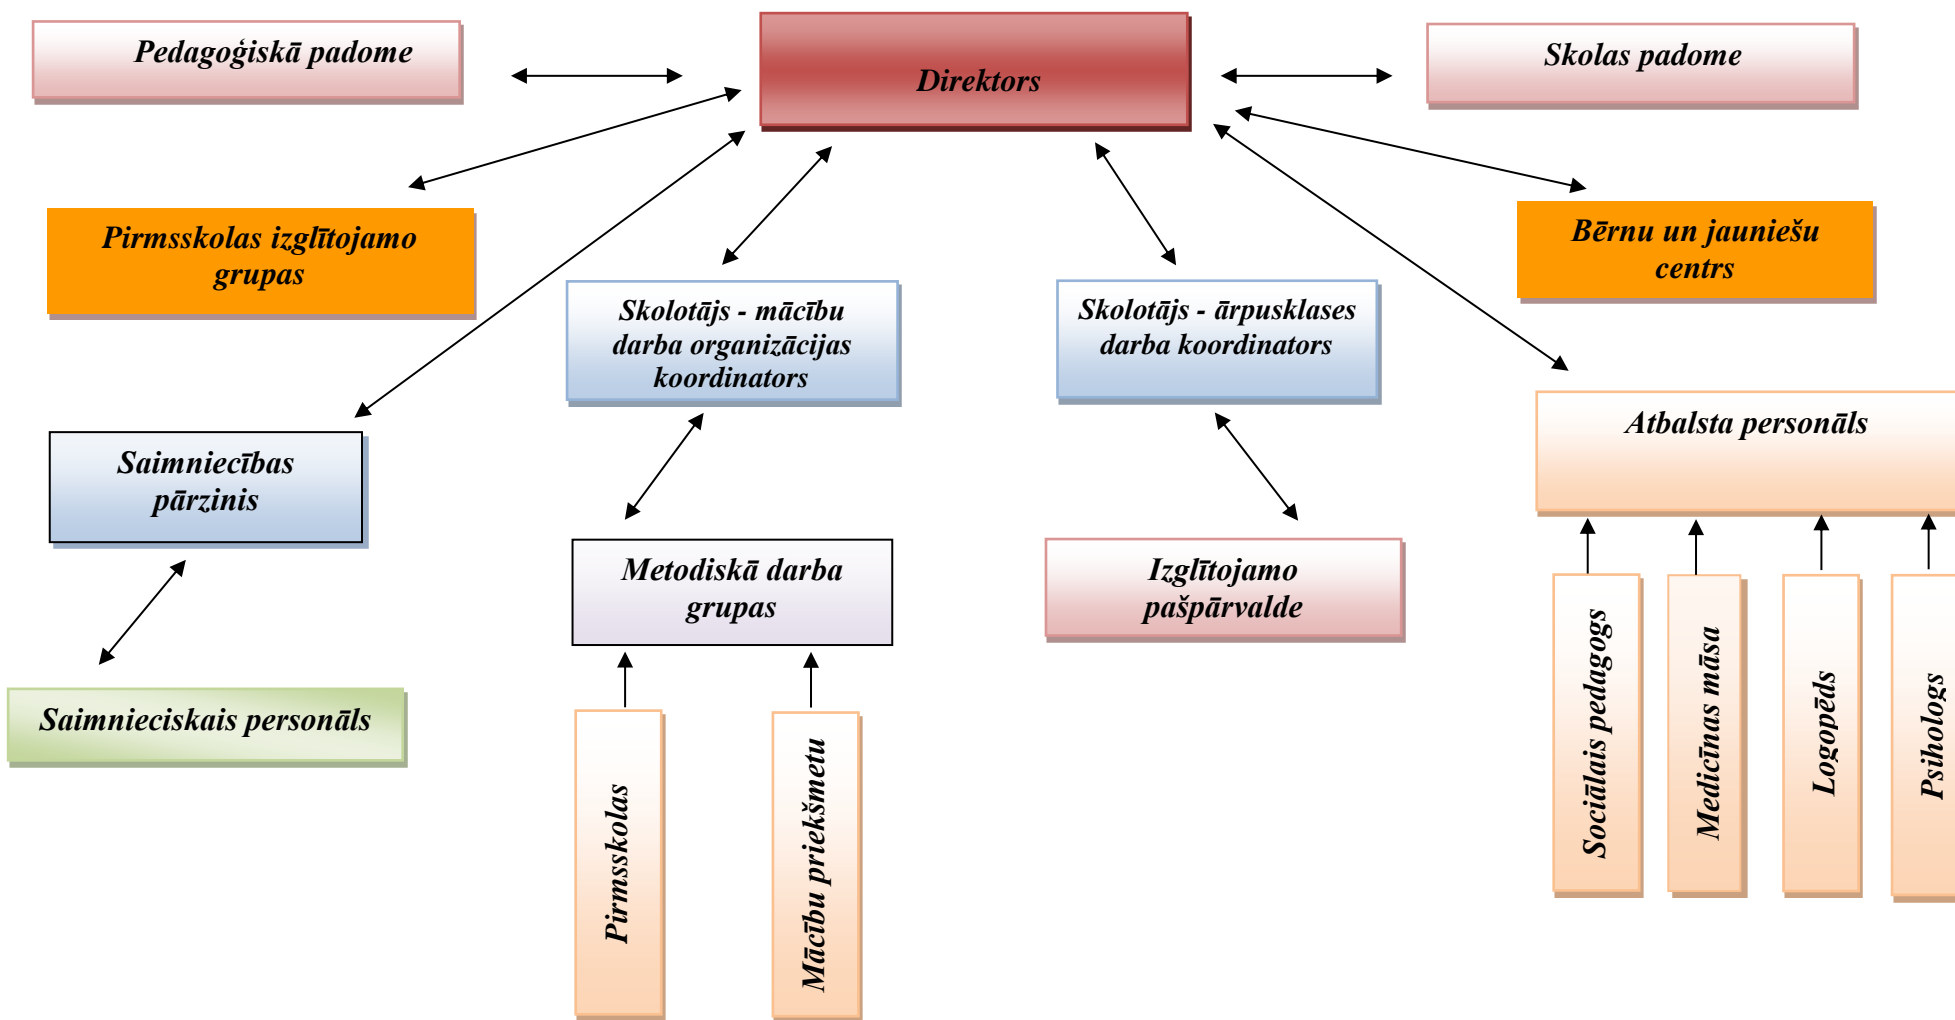 Pedagoģiskā padome
Direktors
Skolas padome
Pirmsskolas izglītojamo
grupas
Bērnu un jauniešu
centrs
Skolotājs - mācību
darba organizācijas
koordinators
Skolotājs - ārpusklases
darba koordinators
Atbalsta personāls
Saimniecības
pārzinis
Metodiskā darba
grupas
Izglītojamo
pašpārvalde
Saimnieciskais personāls
Pirmsskolas
Mācību priekšmetu
Sociālais pedagogs
Medicīnas māsa
Logopēds
Psihologs